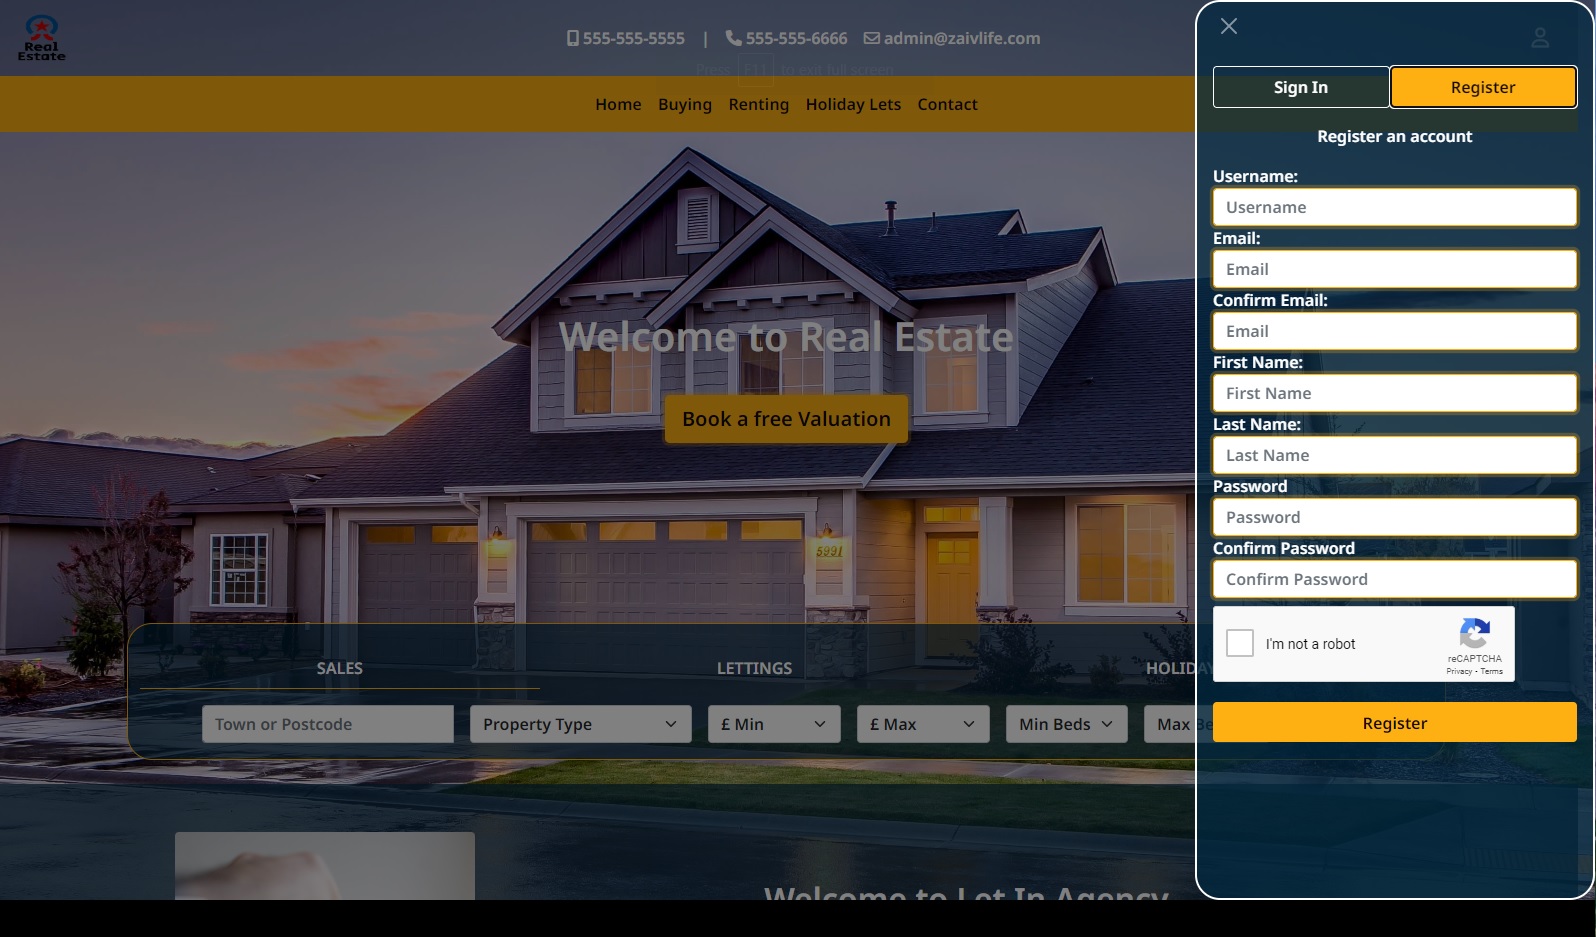 Real
Estate
555-555-5555 | 555-555-6666 admin@zaivlife.com
Press F11 to exit full screen
Home Buying Renting Holiday Lets Contact
Welcome to Real Estate
Book a free Valuation
5991
SALES LETTINGS HOLIDAY
Town or Postcode Property Type £ Min £ Max Min Beds Max Be
Welcome to Let In Agency
Sign In Register
Register an account
Username:
Username
Email:
Email
Confirm Email:
Email
First Name:
First Name
Last Name:
Last Name
Password
Password
Confirm Password
Confirm Password
I'm not a robot
reCAPTCHA
Privacy - Terms
Register